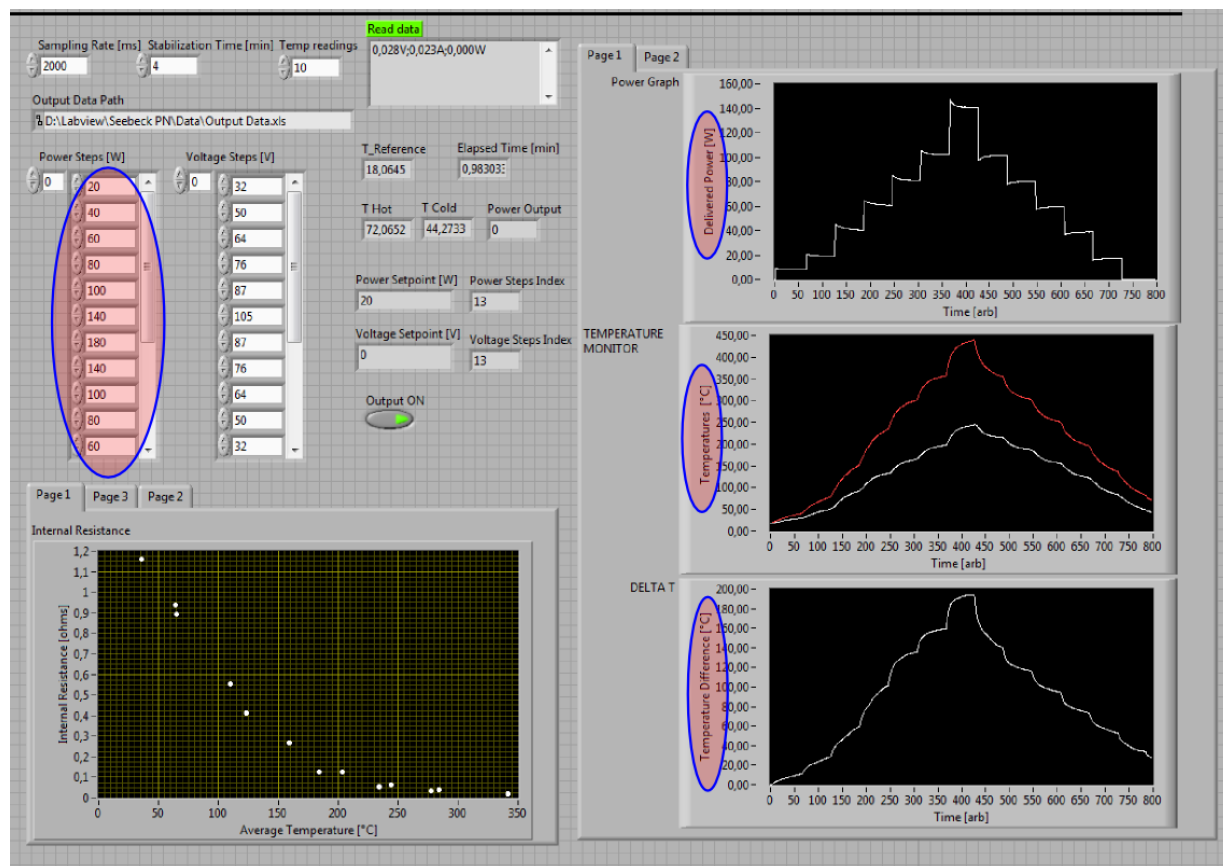 Read data
Sampling Rate [ms] Stabilization Time [min] Temp readings
2000 4 10
0,028V;0,023A;0,000W
Output Data Path
D:\Labview\Seebeck PN\Data\Output Data.xls
Power Steps [W] Voltage Steps [V]
0 0
20 32
40 50
60 64
80 76
100 87
140 105
180 87
140 76
100 64
80 50
60 32
T_Reference Elapsed Time [min]
18,0645 0,98303
T Hot T Cold Power Output
72,0652 44,2733 0
Power Setpoint [W] Power Steps Index
20 13
Voltage Setpoint [V] Voltage Steps Index
0 13
Output ON
Page 1 Page 3 Page 2
Internal Resistance
Internal Resistance [ohms]
1,2
1
0,9
0,7
0,6
0,5
0,4
0,3
0,2
0,1
0
0 50 100 150 200 250 300 350
Average Temperature [°C]
Page 1 Page 2
Power Graph
Delivered Power [W]
160,00
140,00
120,00
100,00
80,00
60,00
40,00
20,00
0,00
0 50 100 150 200 250 300 350 400 450 500 550 600 650 700 750 800
Time [arb]
TEMPERATURE
MONITOR
Temperatures [°C]
450,00
400,00
350,00
300,00
250,00
200,00
150,00
100,00
50,00
0,00
0 50 100 150 200 250 300 350 400 450 500 550 600 650 700 750 800
Time [arb]
DELTA T
Temperature Difference [°C]
200,00
180,00
160,00
140,00
120,00
100,00
80,00
60,00
40,00
20,00
0,00
0 50 100 150 200 250 300 350 400 450 500 550 600 650 700 750 800
Time [arb]